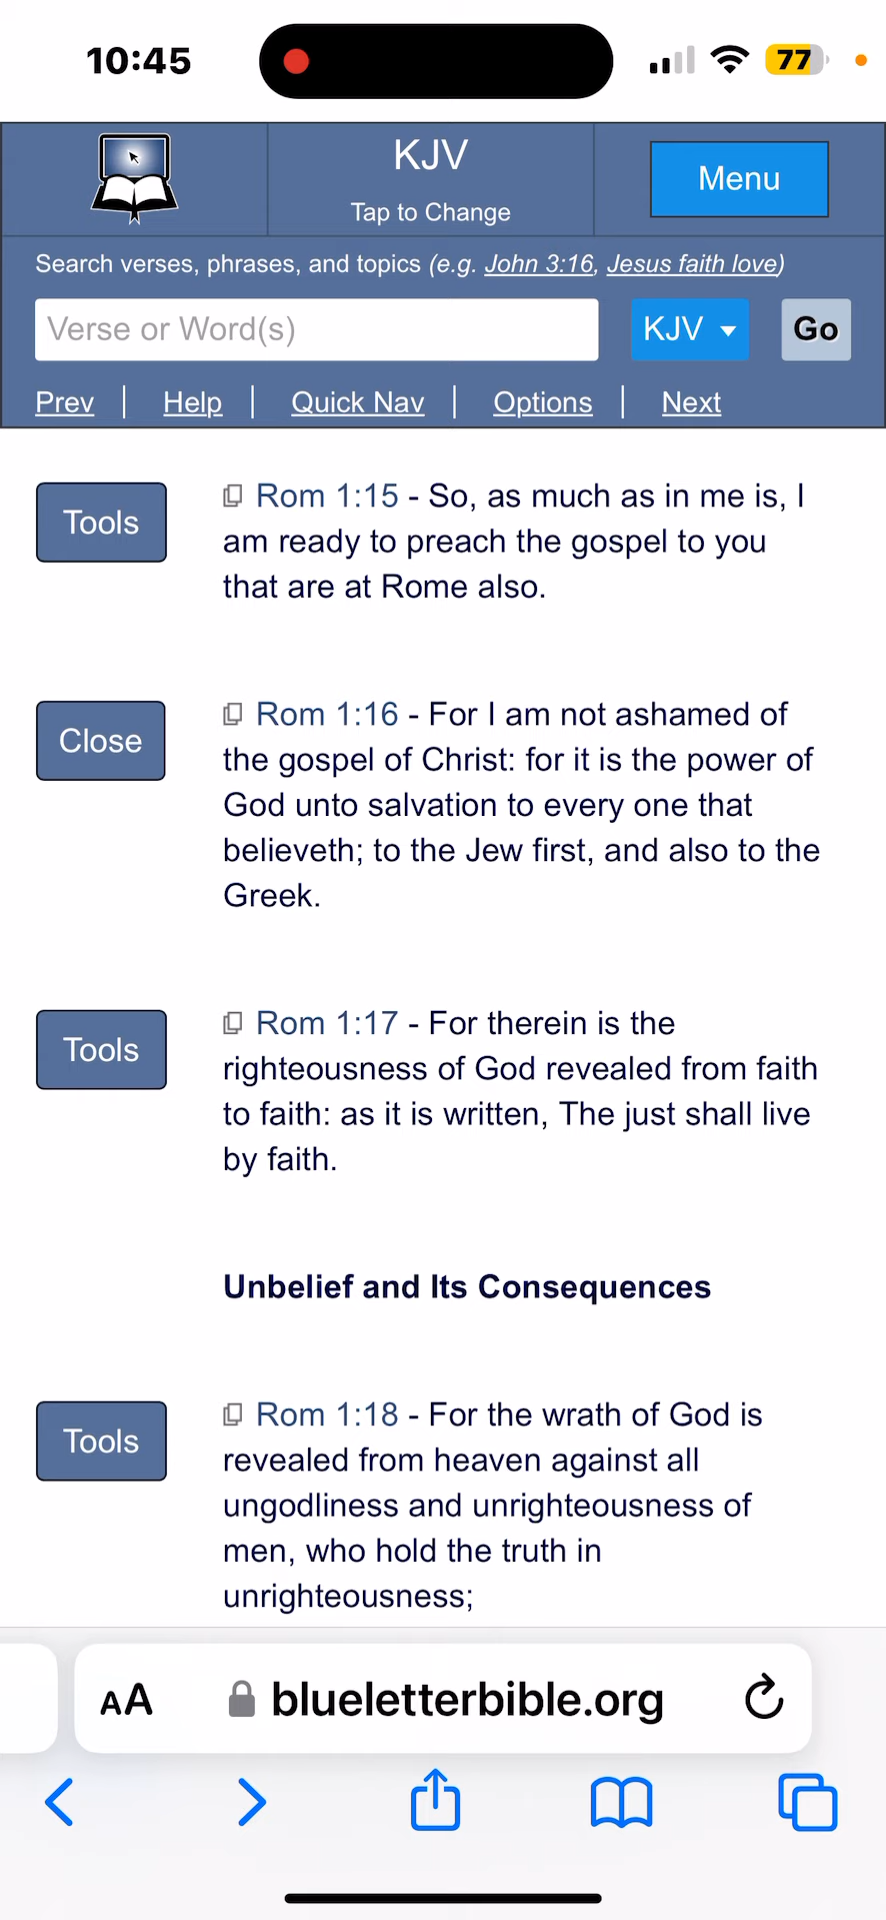 10:45
77
KJV
Tap to Change
Menu
Search verses, phrases, and topics (e.g. John 3:16, Jesus faith love)
Verse or Word(s)
KJV
Go
Prev | Help | Quick Nav | Options | Next
Tools
Rom 1:15 - So, as much as in me is, I
am ready to preach the gospel to you
that are at Rome also.
Close
Rom 1:16 - For I am not ashamed of
the gospel of Christ: for it is the power of
God unto salvation to every one that
believeth; to the Jew first, and also to the
Greek.
Tools
Rom 1:17 - For therein is the
righteousness of God revealed from faith
to faith: as it is written, The just shall live
by faith.
Unbelief and Its Consequences
Tools
Rom 1:18 - For the wrath of God is
revealed from heaven against all
ungodliness and unrighteousness of
men, who hold the truth in
unrighteousness;
AA
blueletterbible.org